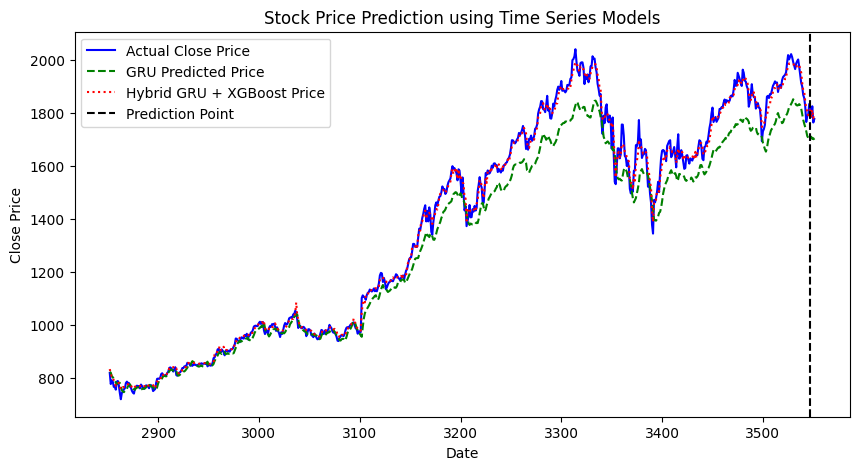 Stock Price Prediction using Time Series Models
Actual Close Price
GRU Predicted Price
Hybrid GRU + XGBoost Price
Prediction Point
Close Price
2000
1800
1600
1400
1200
1000
800
2900 3000 3100 3200 3300 3400 3500
Date